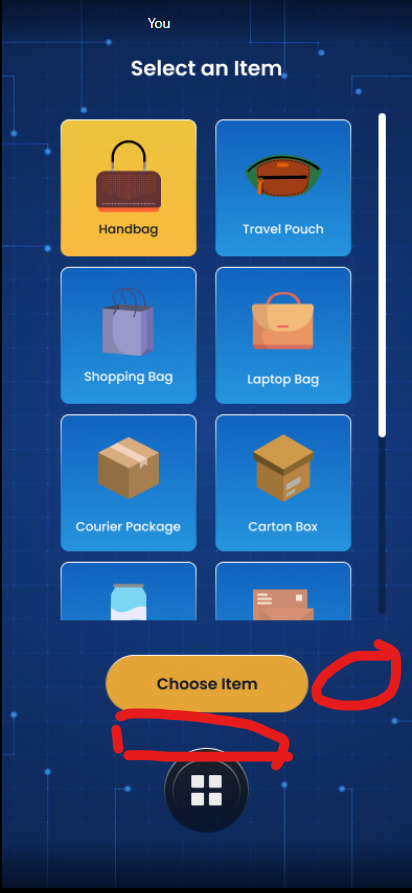 You
Select an Item
Handbag
Travel Pouch
Shopping Bag
Laptop Bag
Courier Package
Carton Box
Choose Item